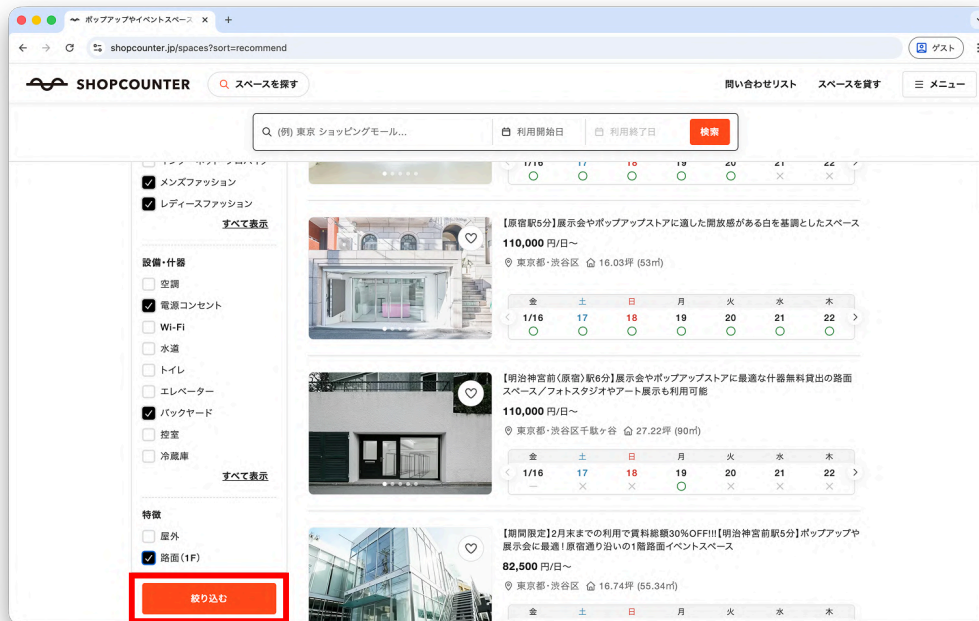 ポップアップやイベントスペース
shopcounter.jp/spaces?sort=recommend
ゲスト
SHOPCOUNTER
スペースを探す
問い合わせリスト
スペースを貸す
メニュー
(例) 東京 ショッピングモール...
利用開始日
利用終了日
検索
メンズファッション
レディースファッション
すべて表示
設備・什器
空調
電源コンセント
Wi-Fi
水道
トイレ
エレベーター
バックヤード
控室
冷蔵庫
すべて表示
特徴
屋外
路面(1F)
絞り込む
1/16 17 18 19 20 21 22
【原宿駅5分】展示会やポップアップストアに適した開放感がある白を基調としたスペース
110,000 円/日〜
東京都・渋谷区 16.03坪 (53㎡)
金 土 日 月 火 水 木
1/16 17 18 19 20 21 22
【明治神宮前〈原宿〉駅6分】展示会やポップアップストアに最適な什器無料貸出の路面
スペース／フォトスタジオやアート展示も利用可能
110,000 円/日〜
東京都・渋谷区千駄ヶ谷 27.22坪 (90㎡)
金 土 日 月 火 水 木
1/16 17 18 19 20 21 22
【期間限定】2月末までの利用で賃料総額30%OFF!!!【明治神宮前駅5分】ポップアップや
展示会に最適！原宿通り沿いの1階路面イベントスペース
82,500 円/日〜
東京都・渋谷区 16.74坪 (55.34㎡)
金 土 日 月 火 水 木